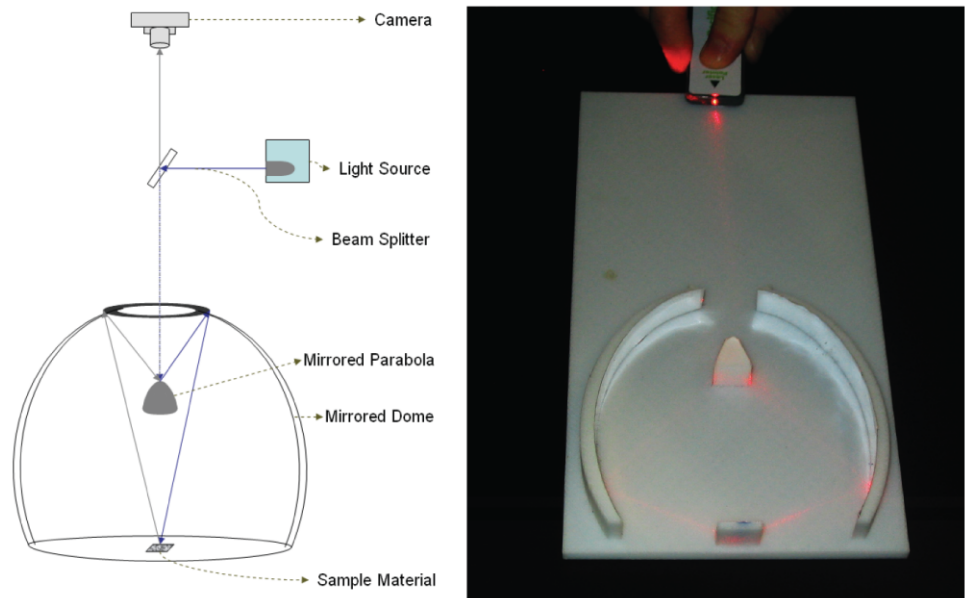 Camera
Light Source
Beam Splitter
Mirrored Parabola
Mirrored Dome
Sample Material